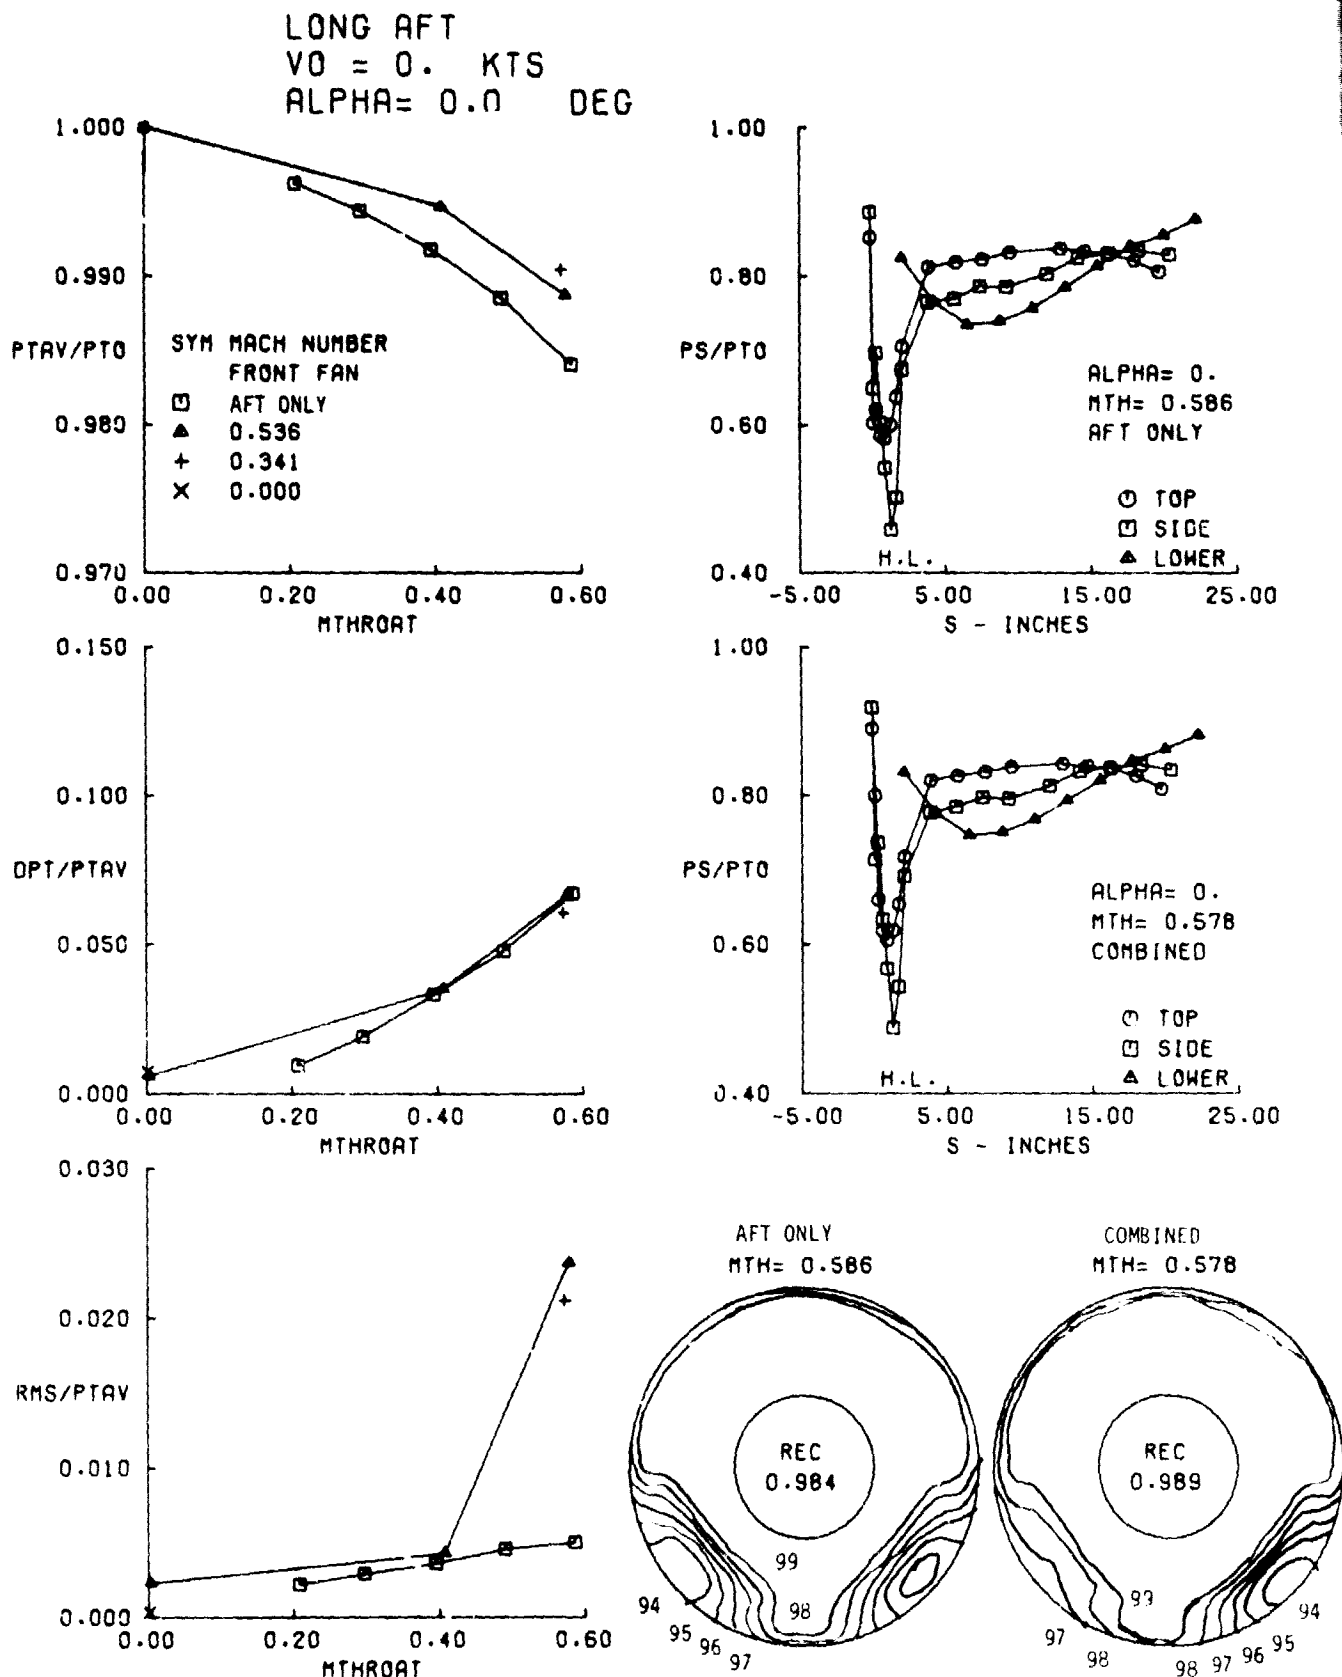 LONG AFT
V0 = 0. KTS
ALPHA= 0.0 DEG
1.000
0.990
PTAV/PT0
0.980
0.970
0.00 0.20 0.40 0.60
MTHROAT
SYM MACH NUMBER
FRONT FAN
AFT ONLY
0.536
0.341
0.000
1.00
0.80
PS/PT0
0.60
0.40
-5.00 5.00 15.00 25.00
S - INCHES
H.L.
ALPHA= 0.
MTH= 0.586
AFT ONLY
TOP
SIDE
LOWER
0.150
0.100
DPT/PTAV
0.050
0.000
0.00 0.20 0.40 0.60
MTHROAT
1.00
0.80
PS/PT0
0.60
0.40
-5.00 5.00 15.00 25.00
S - INCHES
H.L.
ALPHA= 0.
MTH= 0.578
COMBINED
TOP
SIDE
LOWER
0.030
0.020
RMS/PTAV
0.010
0.000
0.00 0.20 0.40 0.60
MTHROAT
AFT ONLY
MTH= 0.586
REC
0.984
99
98
94
95
96
97
COMBINED
MTH= 0.578
REC
0.989
99
97
98
98
97
96
95
94